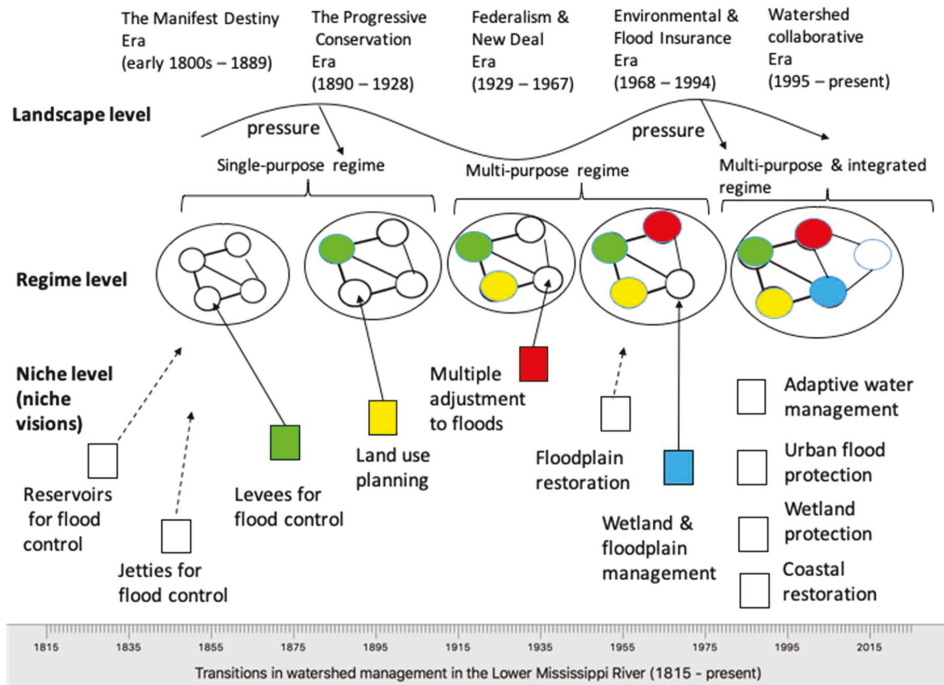 The Manifest Destiny
Era
(early 1800s – 1889)
The Progressive
Conservation
Era
(1890 – 1928)
Federalism &
New Deal
Era
(1929 – 1967)
Environmental &
Flood Insurance
Era
(1968 – 1994)
Watershed
collaborative
Era
(1995 – present)
Landscape level
pressure
pressure
Single-purpose regime
Multi-purpose regime
Multi-purpose & integrated
regime
Regime level
Niche level
(niche
visions)
Reservoirs
for flood
control
Jetties for
flood control
Levees for
flood control
Land use
planning
Multiple
adjustment
to floods
Floodplain
restoration
Wetland &
floodplain
management
Adaptive water
management
Urban flood
protection
Wetland
protection
Coastal
restoration
1815 1835 1855 1875 1895 1915 1935 1955 1975 1995 2015
Transitions in watershed management in the Lower Mississippi River (1815 - present)